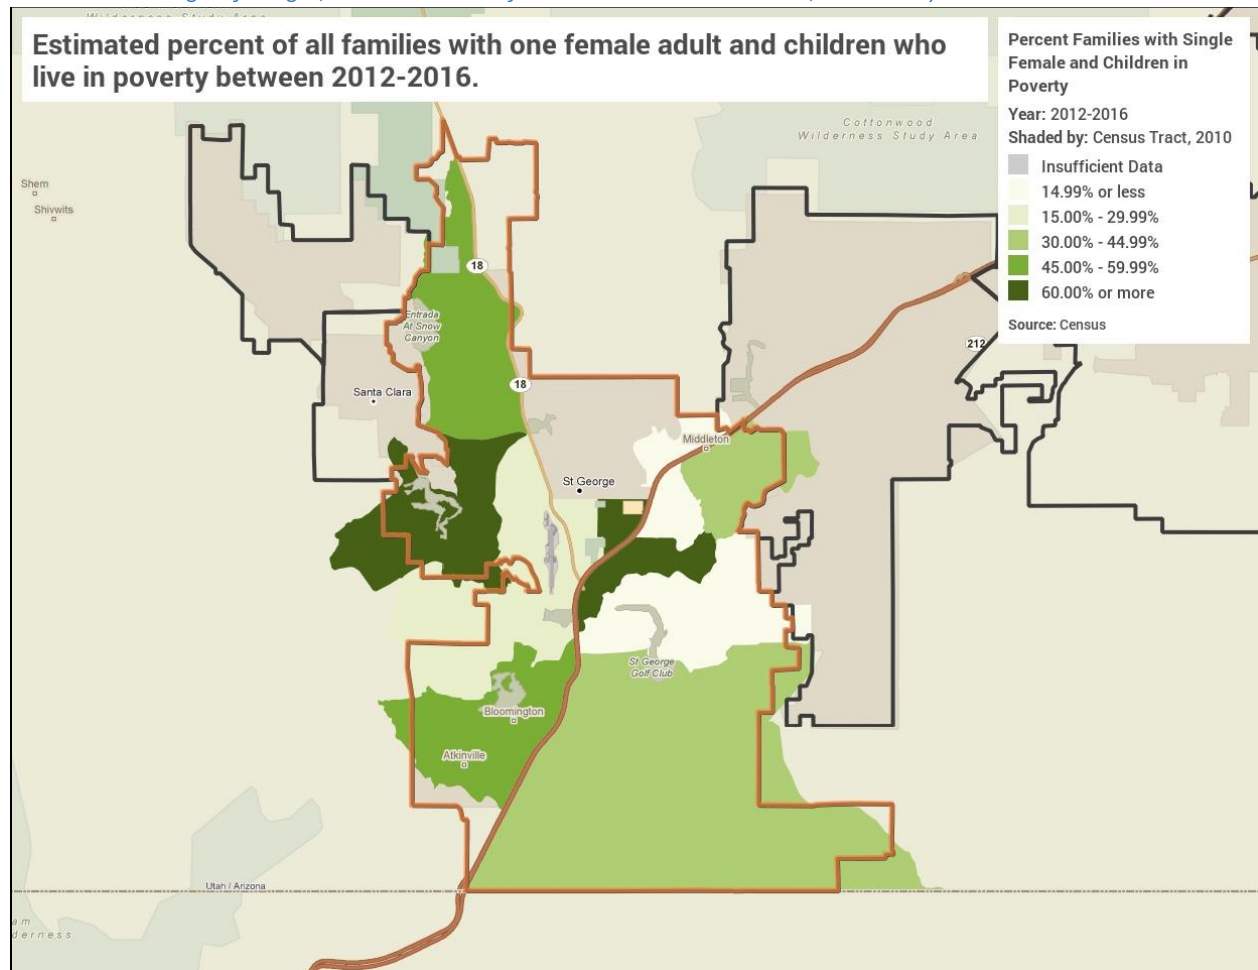 Wilderness Study Area
Estimated percent of all families with one female adult and children who
live in poverty between 2012-2016.
Percent Families with Single
Female and Children in
Poverty
Year: 2012-2016
Shaded by: Census Tract, 2010
Insufficient Data
14.99% or less
15.00% - 29.99%
30.00% - 44.99%
45.00% - 59.99%
60.00% or more
Source: Census
Cottonwood
Wilderness Study Area
Shem
Shivwits
18
Entrada
At Snow
Canyon
212
18
Santa Clara
Middleton
St George
St George
Golf Club
Bloomington
Atkinville
Utah / Arizona